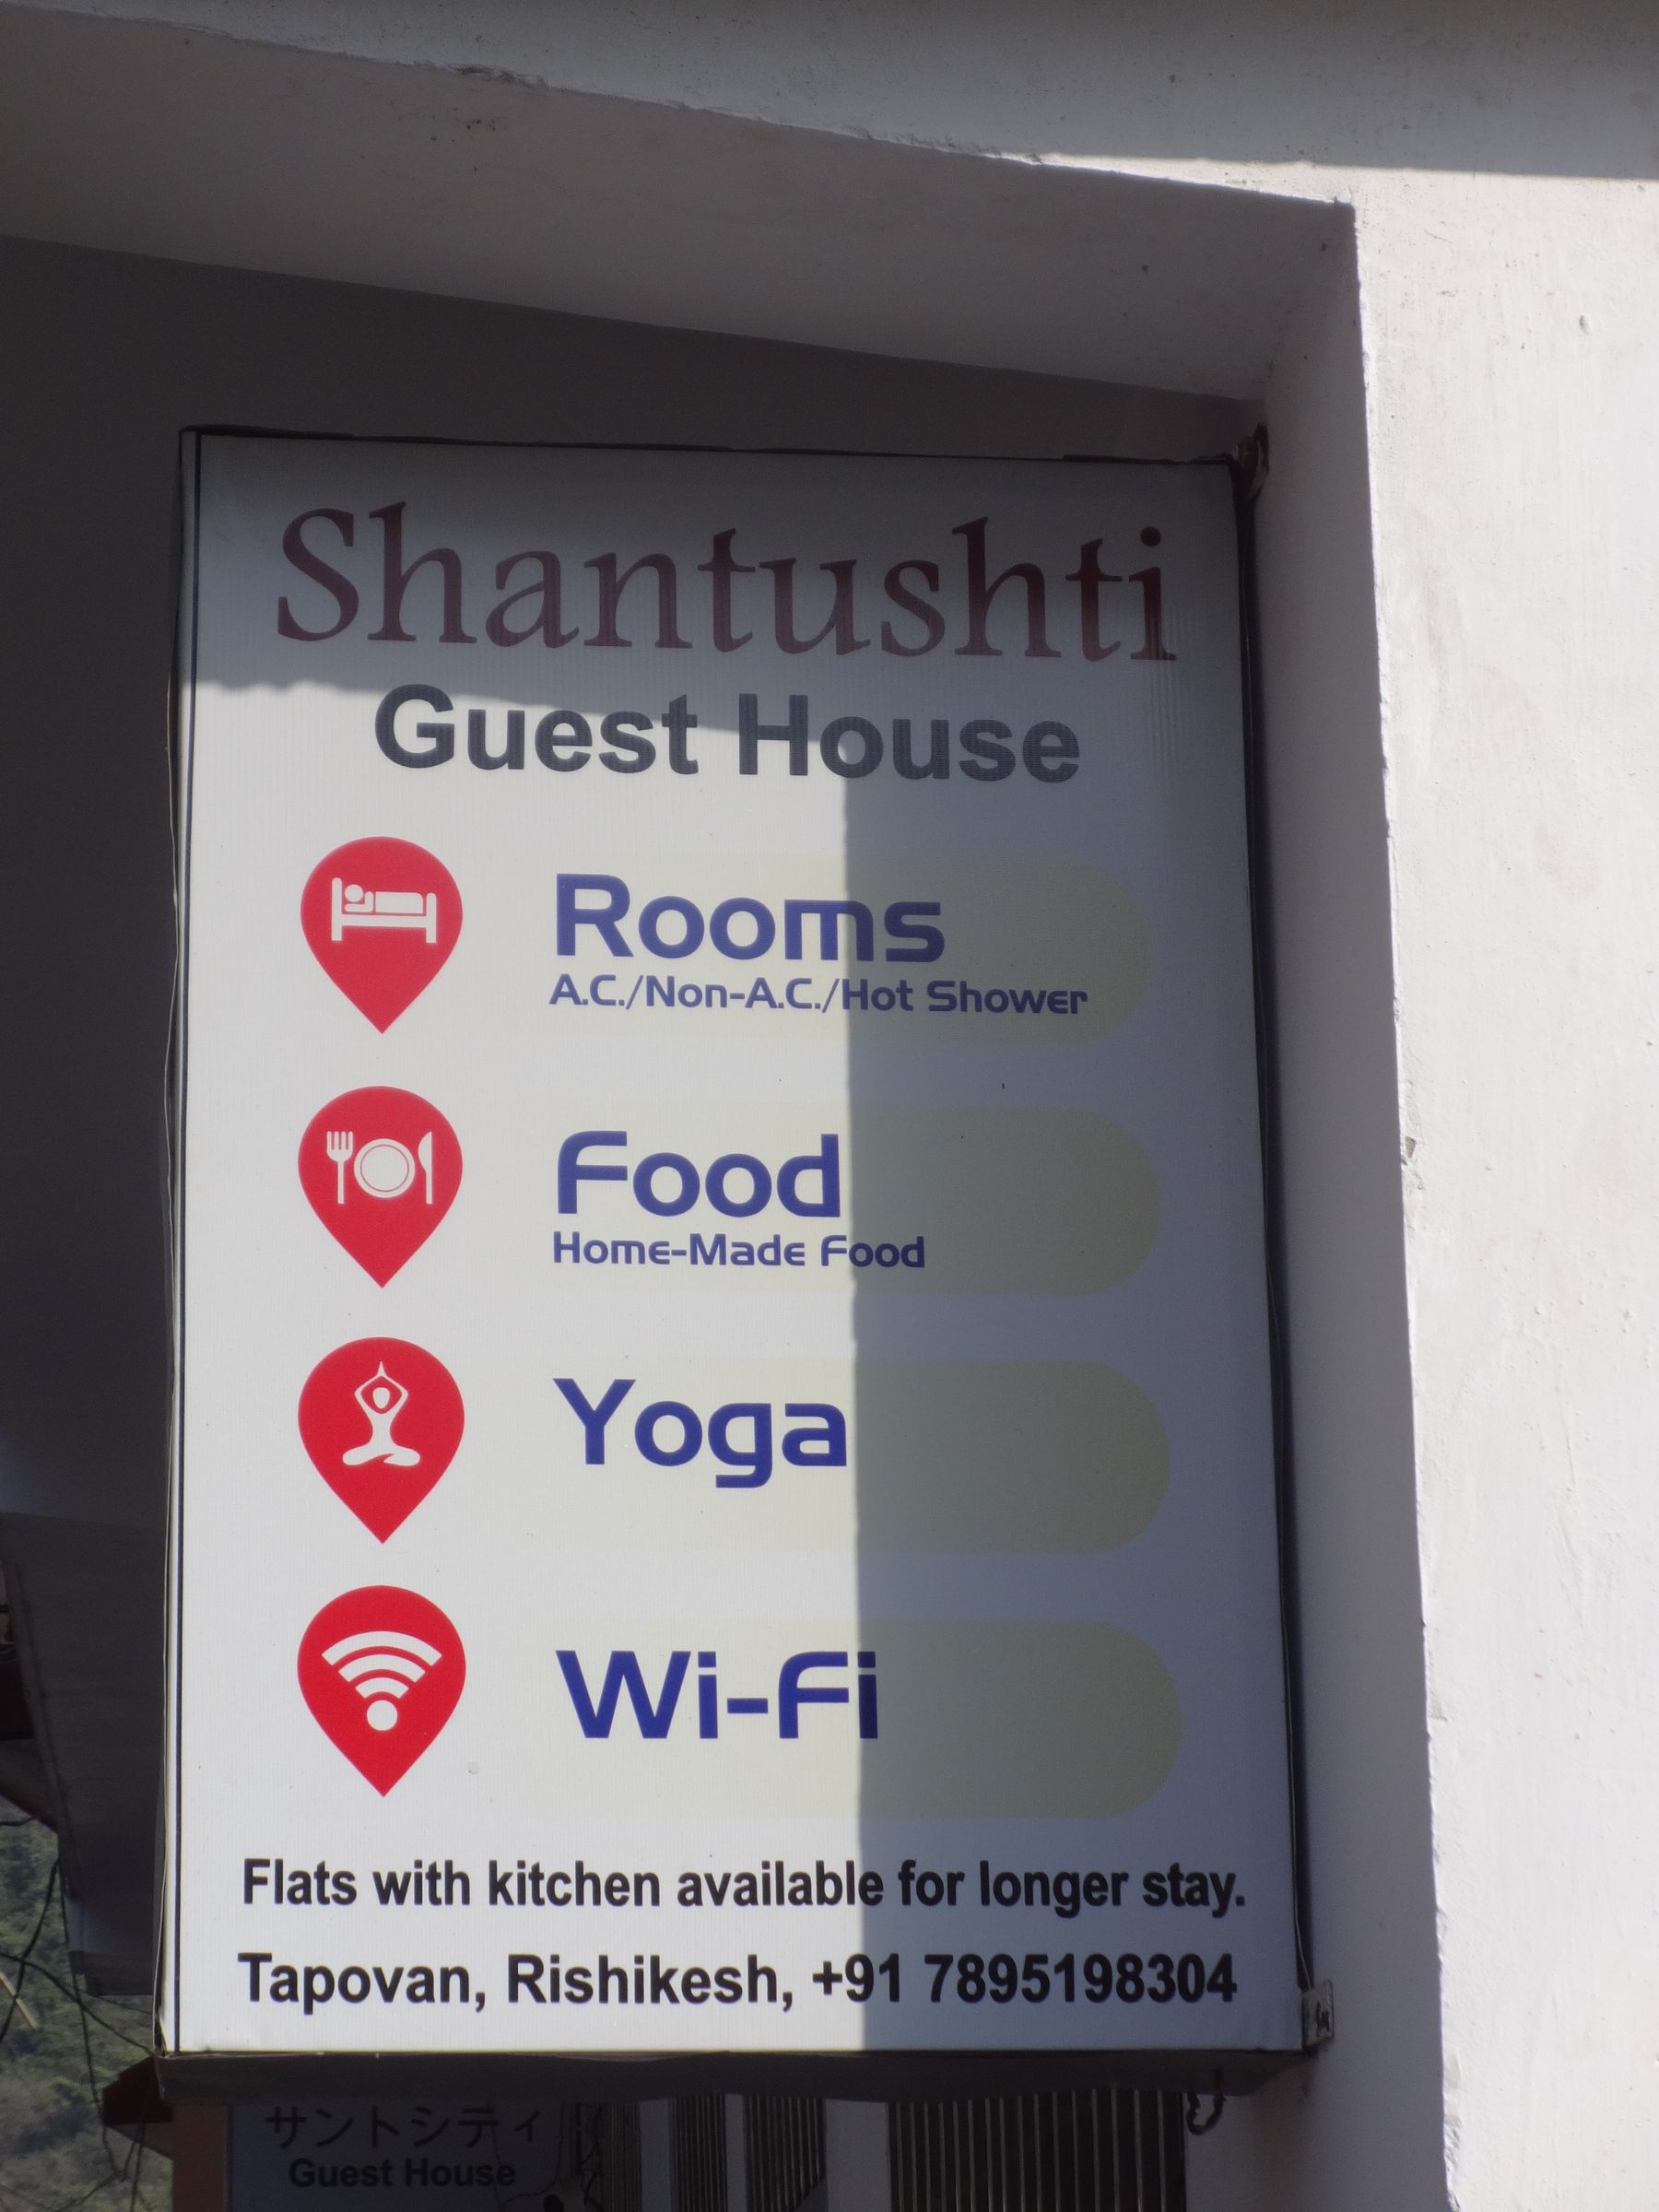 Shantushti
Guest House
Rooms
A.C./Non-A.C./Hot Shower
Food
Home-Made Food
Yoga
Wi-Fi
Flats with kitchen available for longer stay.
Tapovan, Rishikesh, +91 7895198304
サントシティ
Guest House